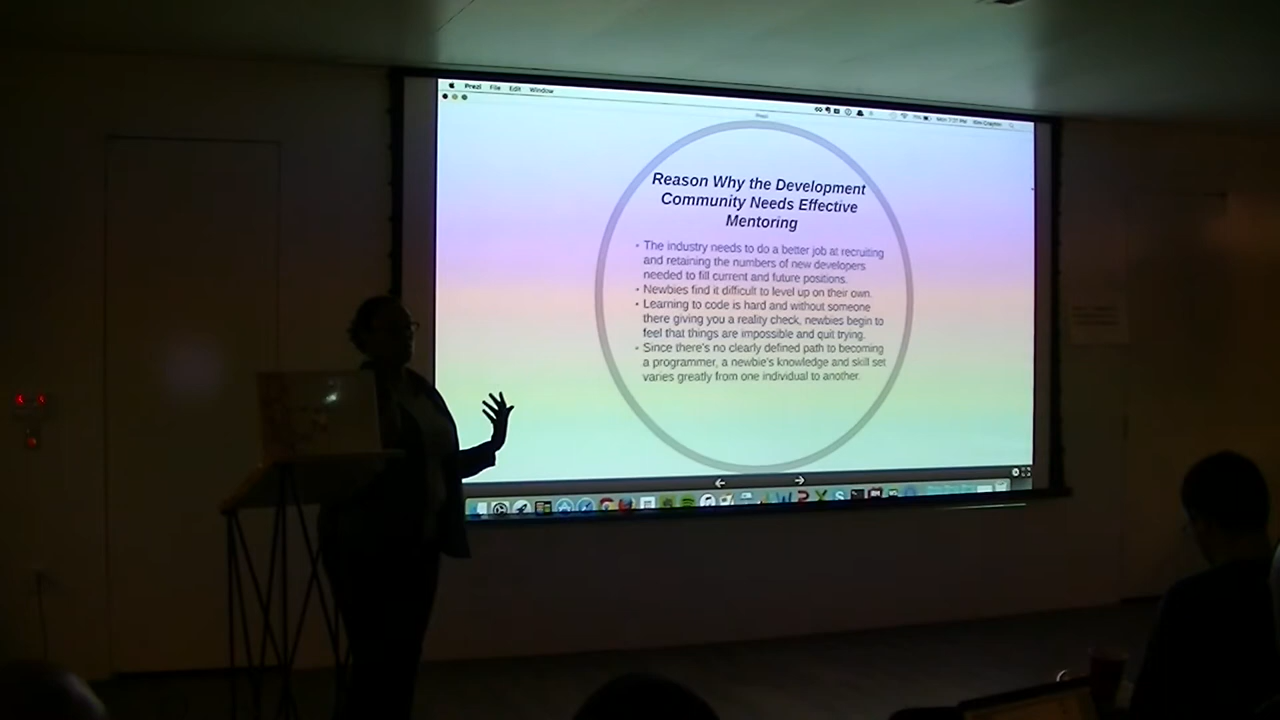 Prezi File Edit Window
Prezi
Reason Why the Development
Community Needs Effective
Mentoring
• The industry needs to do a better job at recruiting
and retaining the numbers of new developers
needed to fill current and future positions.
• Newbies find it difficult to level up on their own.
• Learning to code is hard and without someone
there giving you a reality check, newbies begin to
feel that things are impossible and quit trying.
• Since there's no clearly defined path to becoming
a programmer, a newbie's knowledge and skill set
varies greatly from one individual to another.